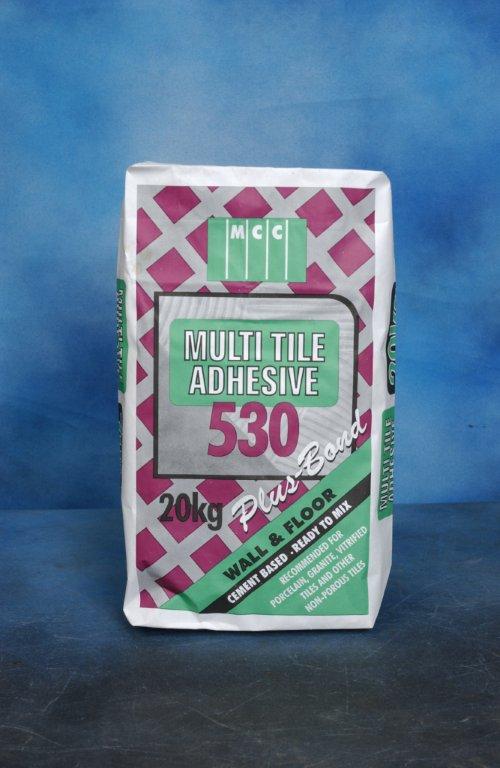 MCC
MULTI TILE
ADHESIVE
530
20kg
Plus-Bond
WALL & FLOOR
CEMENT BASED - READY TO MIX
RECOMMENDED FOR
PORCELAIN, GRANITE, VITRIFIED
TILES AND OTHER
NON-POROUS TILES
MULTI TILE
ADHESIVE